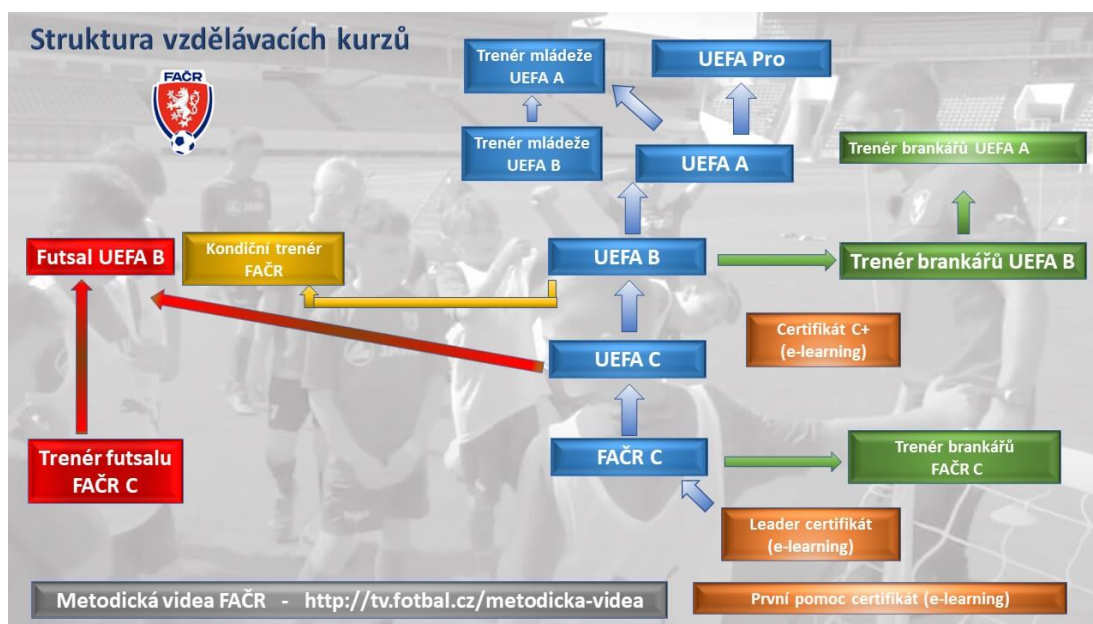 Struktura vzdělávacích kurzů
FAČR
Trenér mládeže
UEFA A
UEFA Pro
Trenér mládeže
UEFA B
UEFA A
Trenér brankářů UEFA A
Futsal UEFA B
Kondiční trenér
FAČR
UEFA B
Trenér brankářů UEFA B
Certifikát C+
(e-learning)
UEFA C
Trenér futsalu
FAČR C
FAČR C
Trenér brankářů
FAČR C
Leader certifikát
(e-learning)
Metodická videa FAČR - http://tv.fotbal.cz/metodicka-videa
První pomoc certifikát (e-learning)